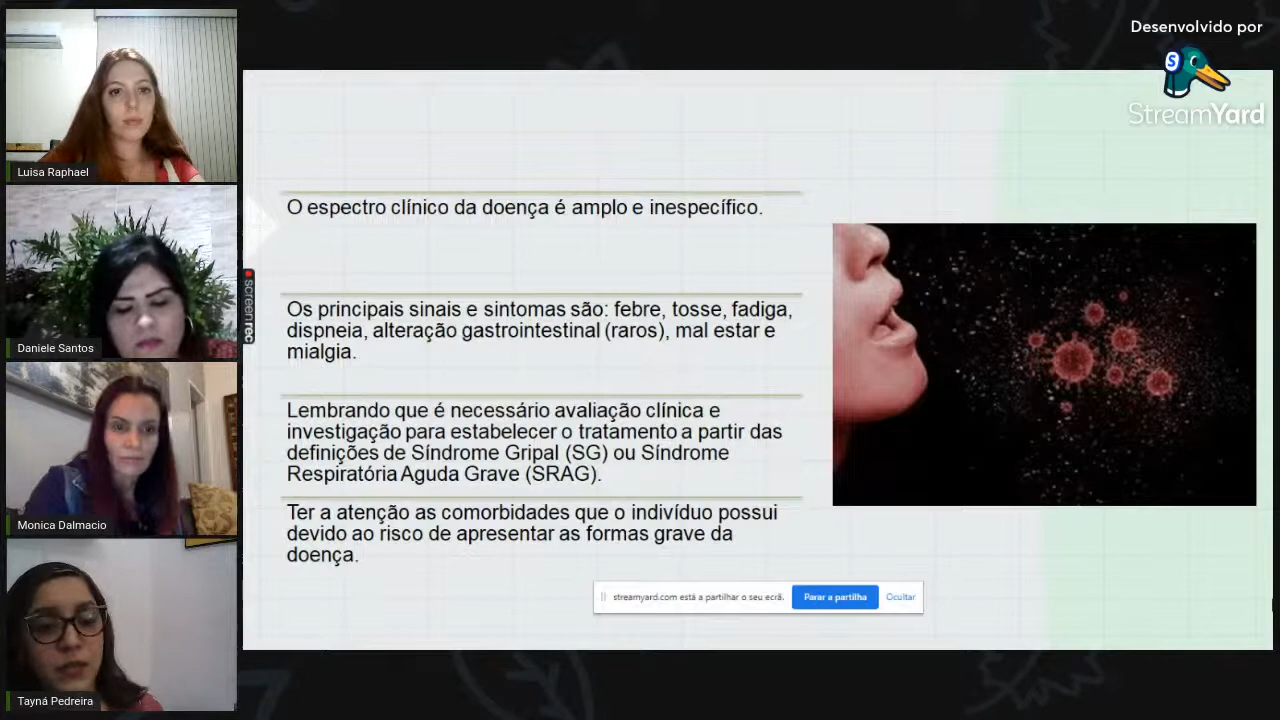 Desenvolvido por
S
StreamYard
Luisa Raphael
Daniele Santos
Monica Dalmacio
Tayná Pedreira
screenrec
O espectro clínico da doença é amplo e inespecífico.
Os principais sinais e sintomas são: febre, tosse, fadiga,
dispneia, alteração gastrointestinal (raros), mal estar e
mialgia.
Lembrando que é necessário avaliação clínica e
investigação para estabelecer o tratamento a partir das
definições de Síndrome Gripal (SG) ou Síndrome
Respiratória Aguda Grave (SRAG).
Ter a atenção as comorbidades que o indivíduo possui
devido ao risco de apresentar as formas grave da
doença.
streamyard.com está a partilhar o seu ecrã.
Parar a partilha
Ocultar